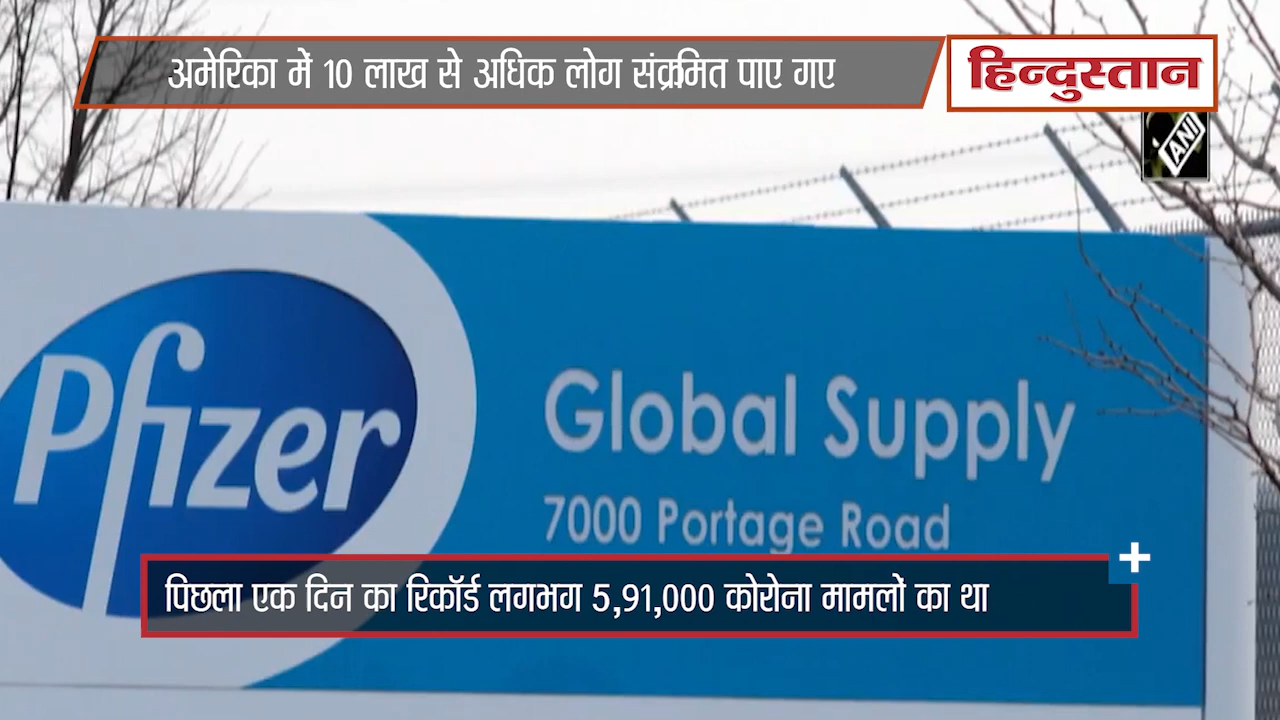 अमेरिका में 10 लाख से अधिक लोग संक्रमित पाए गए
हिन्दुस्तान
ANI
Pfizer
Global Supply
7000 Portage Road
पिछला एक दिन का रिकॉर्ड लगभग 5,91,000 कोरोना मामलों का था